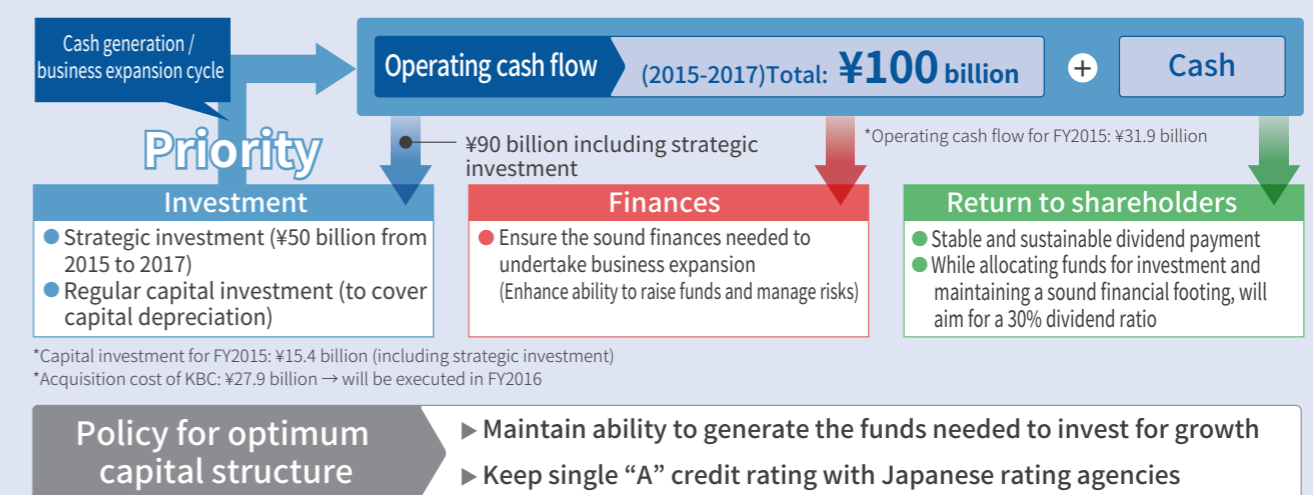 Cash generation /
business expansion cycle
Operating cash flow
(2015-2017)Total: ¥100 billion
+
Cash
Priority
¥90 billion including strategic
investment
*Operating cash flow for FY2015: ¥31.9 billion
Investment
● Strategic investment (¥50 billion from
2015 to 2017)
● Regular capital investment (to cover
capital depreciation)
Finances
● Ensure the sound finances needed to
undertake business expansion
(Enhance ability to raise funds and manage risks)
Return to shareholders
● Stable and sustainable dividend payment
● While allocating funds for investment and
maintaining a sound financial footing, will
aim for a 30% dividend ratio
*Capital investment for FY2015: ¥15.4 billion (including strategic investment)
*Acquisition cost of KBC: ¥27.9 billion → will be executed in FY2016
Policy for optimum
capital structure
▶ Maintain ability to generate the funds needed to invest for growth
▶ Keep single “A” credit rating with Japanese rating agencies